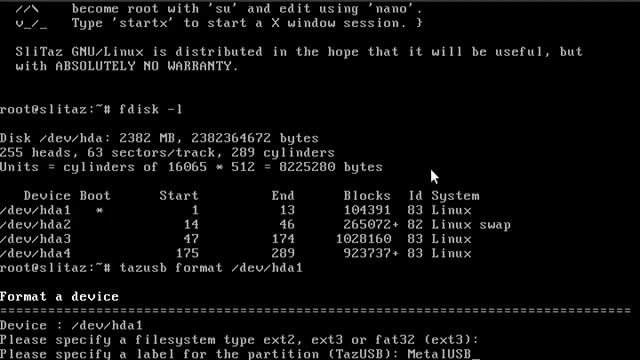 //\   become root with 'su' and edit using 'nano'.
v_/_  Type 'startx' to start a X window session. }
SliTaz GNU/Linux is distributed in the hope that it will be useful, but
with ABSOLUTELY NO WARRANTY.
root@slitaz:~# fdisk -l
Disk /dev/hda: 2382 MB, 2382364672 bytes
255 heads, 63 sectors/track, 289 cylinders
Units = cylinders of 16065 * 512 = 8225280 bytes
Device Boot Start End Blocks Id System
/dev/hda1 * 1 13 104391 83 Linux
/dev/hda2 14 46 265072+ 82 Linux swap
/dev/hda3 47 174 1028160 83 Linux
/dev/hda4 175 289 923737+ 83 Linux
root@slitaz:~# tazusb format /dev/hda1
Format a device
================================================================================
Device : /dev/hda1
Please specify a filesystem type ext2, ext3 or fat32 (ext3):
Please specify a label for the partition (TazUSB): MetalUSB_